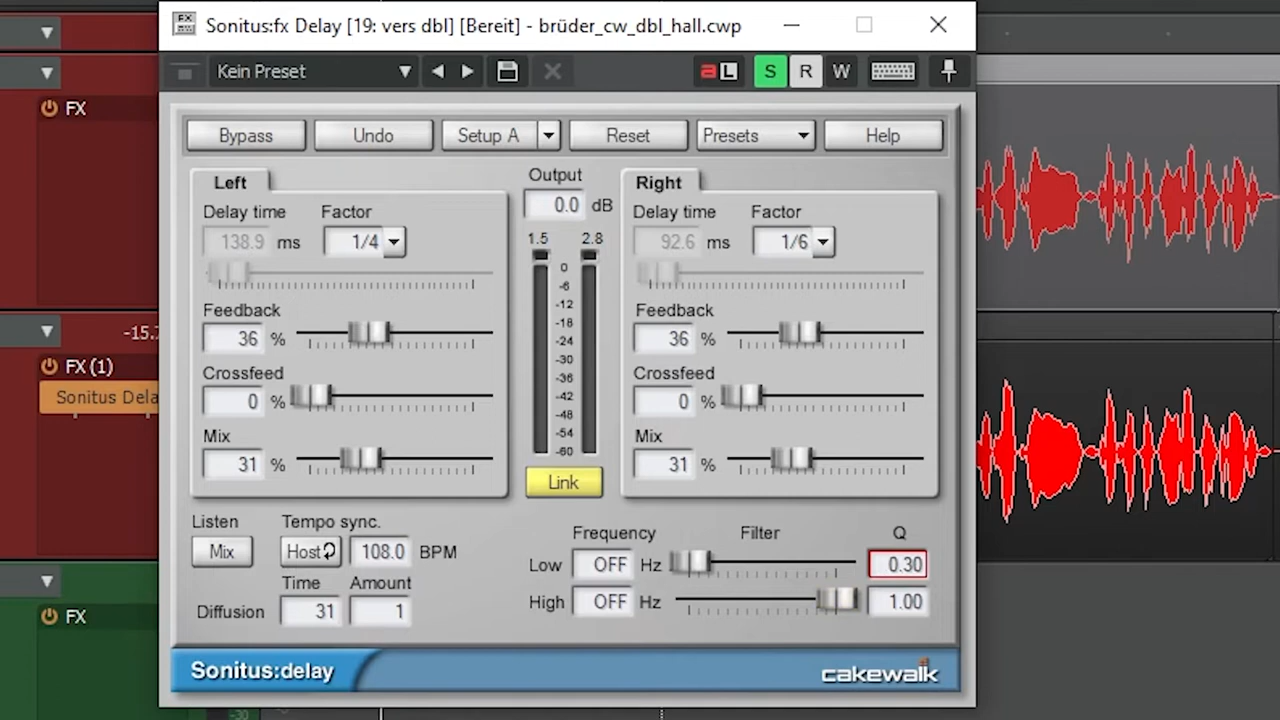 Sonitus:fx Delay [19: vers dbl] [Bereit] - brüder_cw_dbl_hall.cwp
Kein Preset
a L S R W
FX
Bypass Undo Setup A Reset Presets Help
Left Output Right
Delay time Factor 0.0 dB Delay time Factor
138.9 ms 1/4 1.5 2.8 92.6 ms 1/6
0
-6
-12
-18
-24
-30
-36
-42
-48
-54
-60
Feedback Feedback
36 % 36 %
Crossfeed Crossfeed
0 % 0 %
Mix Mix
31 % 31 %
Link
-15.
FX (1)
Sonitus Dela
Listen Tempo sync. Frequency Filter Q
Mix Host 108.0 BPM Low OFF Hz 0.30
Time Amount
Diffusion 31 1 High OFF Hz 1.00
FX
Sonitus:delay cakewalk
-30